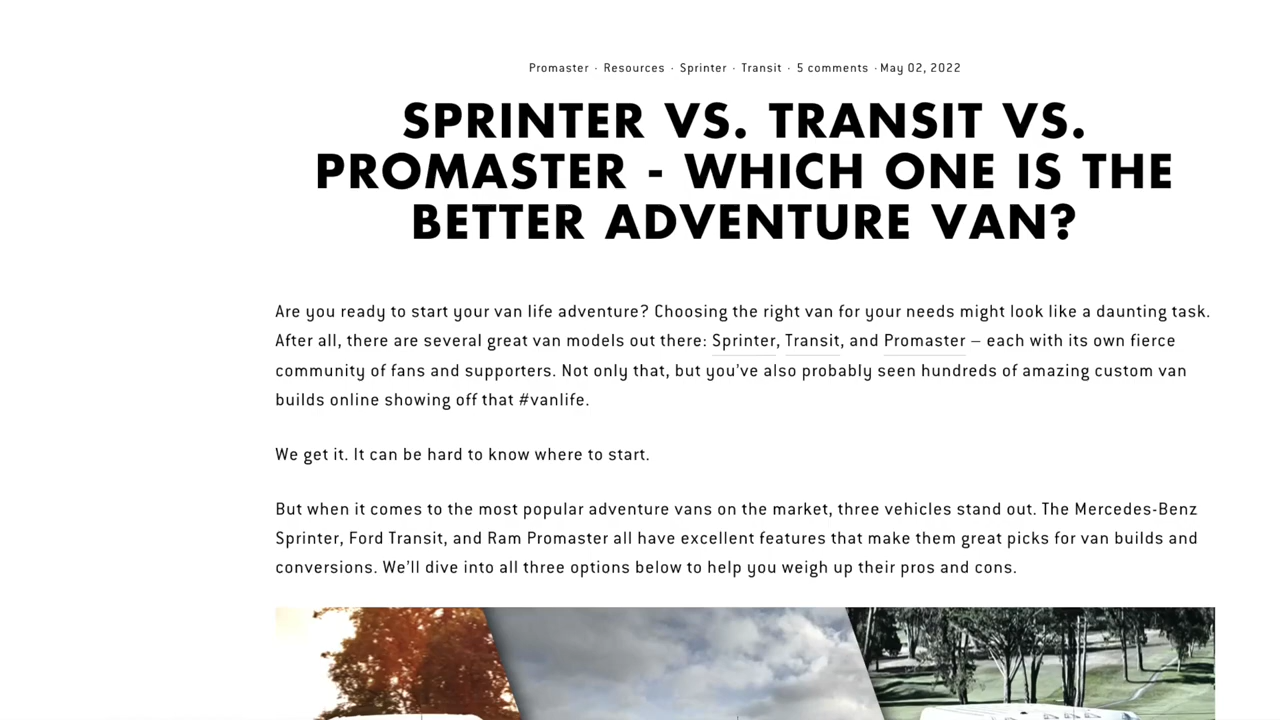 Promaster · Resources · Sprinter · Transit · 5 comments · May 02, 2022
SPRINTER VS. TRANSIT VS.
PROMASTER - WHICH ONE IS THE
BETTER ADVENTURE VAN?
Are you ready to start your van life adventure? Choosing the right van for your needs might look like a daunting task.
After all, there are several great van models out there: Sprinter, Transit, and Promaster – each with its own fierce
community of fans and supporters. Not only that, but you’ve also probably seen hundreds of amazing custom van
builds online showing off that #vanlife.
We get it. It can be hard to know where to start.
But when it comes to the most popular adventure vans on the market, three vehicles stand out. The Mercedes-Benz
Sprinter, Ford Transit, and Ram Promaster all have excellent features that make them great picks for van builds and
conversions. We’ll dive into all three options below to help you weigh up their pros and cons.